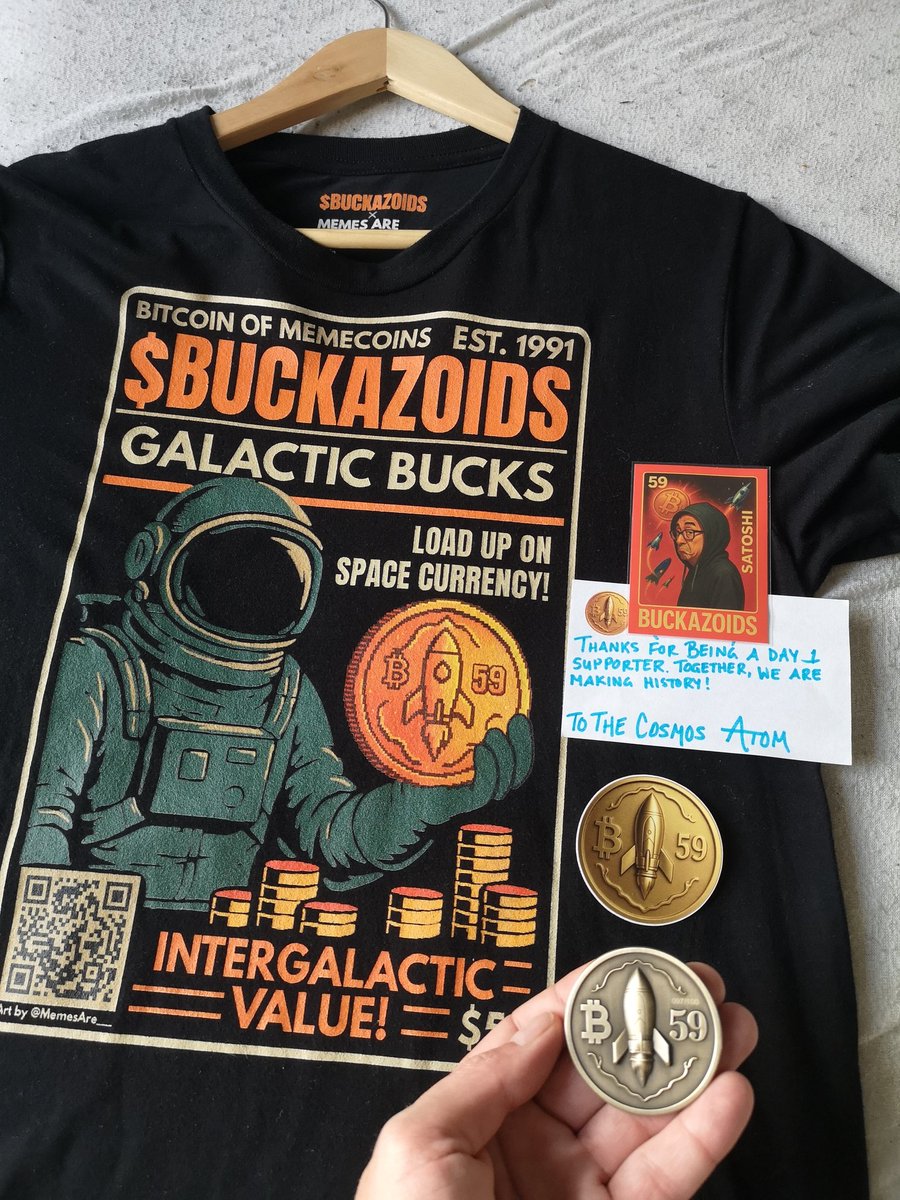 $BUCKAZOIDS
×
MEMES ARE
BITCOIN OF MEMECOINS EST. 1991
$BUCKAZOIDS
GALACTIC BUCKS
LOAD UP ON
SPACE CURRENCY!
₿ 59
INTERGALACTIC
VALUE!
Art by @MemesAre__
59
₿
SATOSHI
BUCKAZOIDS
59
THANKS FOR BEING A DAY 1
SUPPORTER. TOGETHER, WE ARE
MAKING HISTORY!
TO THE COSMOS ATOM
₿ 59
₿ 59